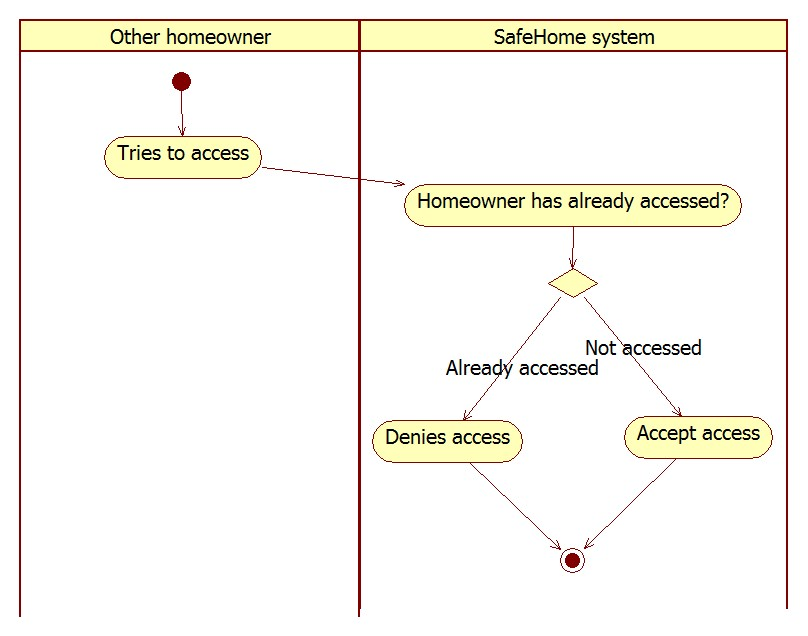 Other homeowner
SafeHome system
Tries to access
Homeowner has already accessed?
Not accessed
Already accessed
Denies access
Accept access